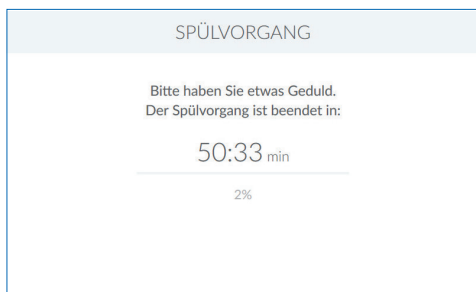 SPÜLVORGANG
Bitte haben Sie etwas Geduld.
Der Spülvorgang ist beendet in:
50:33 min
2%